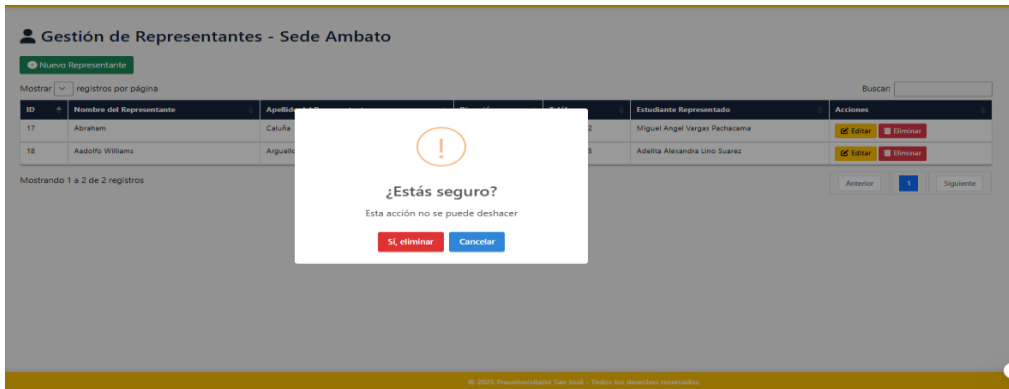 Gestión de Representantes - Sede Ambato
Nuevo Representante
Mostrar registros por página
Buscar:
ID Nombre del Representante Estudiante Representado Acciones
17 Abraham Caluña 2 Miguel Angel Vargas Pachacama Editar Eliminar
18 Aadolfo Williams 5 Adelita Alexandra Lino Suarez Editar Eliminar
Mostrando 1 a 2 de 2 registros
Anterior 1 Siguiente
!
¿Estás seguro?
Esta acción no se puede deshacer
Sí, eliminar Cancelar
© 2025 Preuniversitario San José - Todos los derechos reservados.